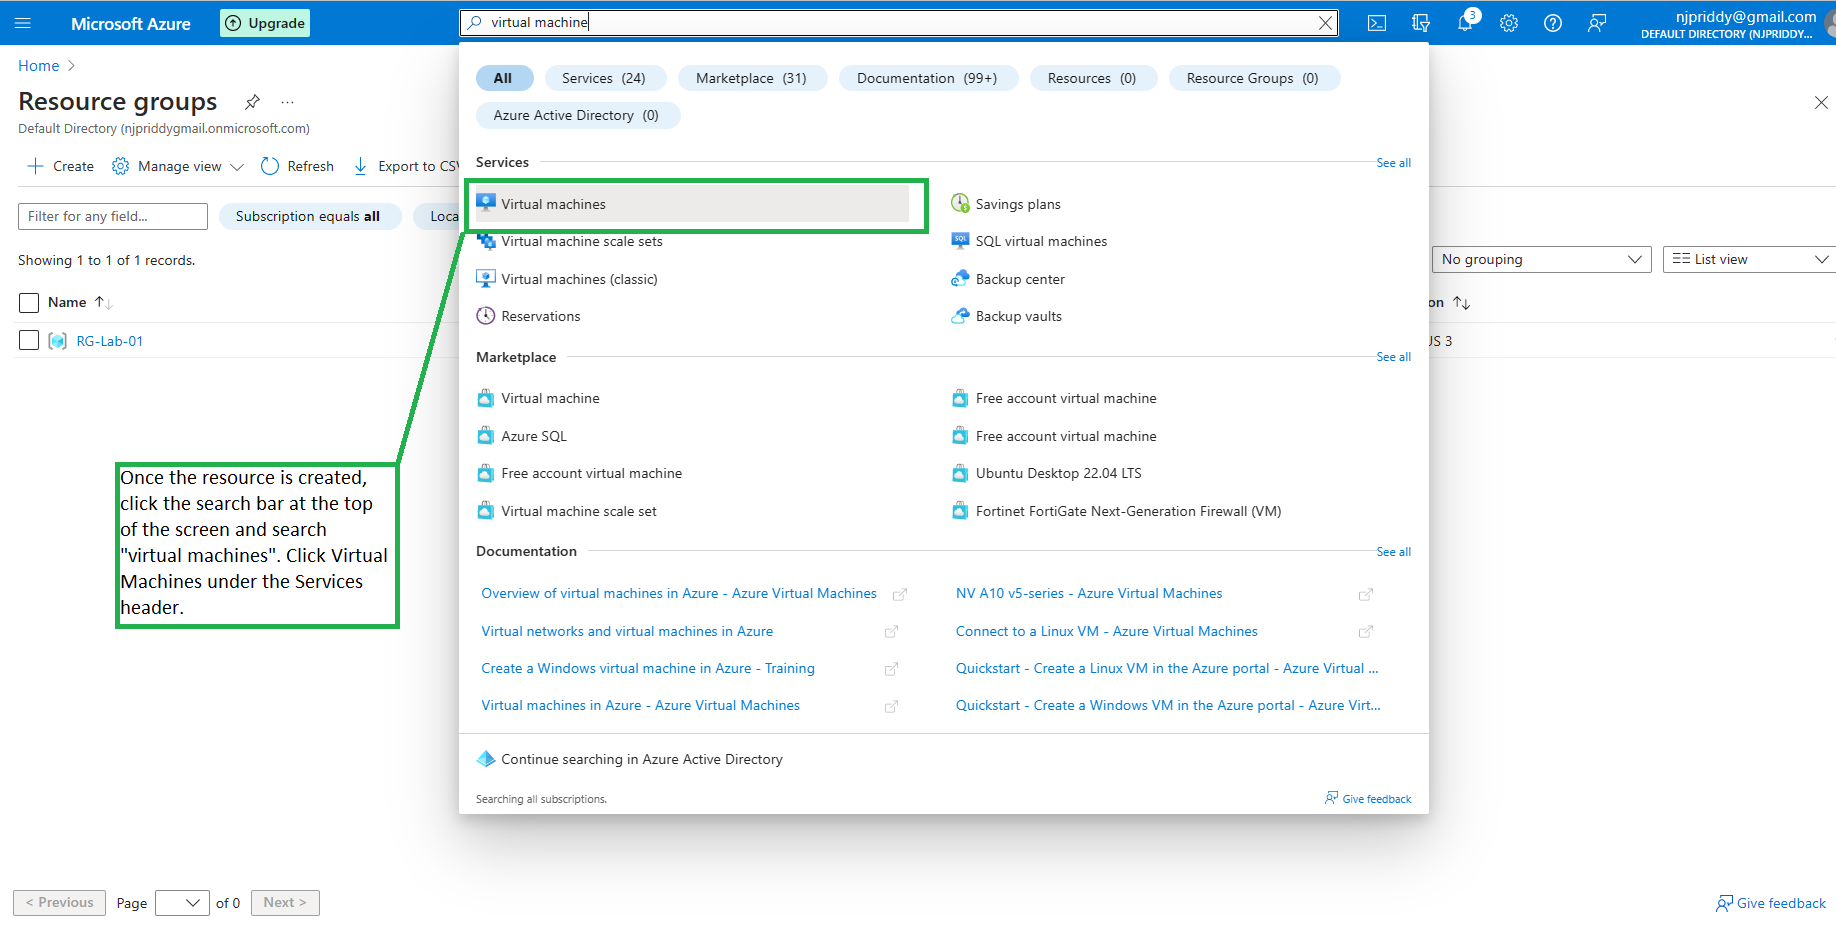 Microsoft Azure
Upgrade
virtual machine
3
njpriddy@gmail.com
DEFAULT DIRECTORY (NJPRIDDY...
Home
Resource groups
...
Default Directory (njpriddygmail.onmicrosoft.com)
Create
Manage view
Refresh
Export to CSV
Filter for any field...
Subscription equals all
Loca
Showing 1 to 1 of 1 records.
No grouping
List view
Name
on
RG-Lab-01
US 3
All
Services (24)
Marketplace (31)
Documentation (99+)
Resources (0)
Resource Groups (0)
Azure Active Directory (0)
Services
See all
Virtual machines
Savings plans
Virtual machine scale sets
SQL
SQL virtual machines
Virtual machines (classic)
Backup center
Reservations
Backup vaults
Marketplace
See all
Virtual machine
Free account virtual machine
Azure SQL
Free account virtual machine
Free account virtual machine
Ubuntu Desktop 22.04 LTS
Virtual machine scale set
Fortinet FortiGate Next-Generation Firewall (VM)
Documentation
See all
Overview of virtual machines in Azure - Azure Virtual Machines
NV A10 v5-series - Azure Virtual Machines
Virtual networks and virtual machines in Azure
Connect to a Linux VM - Azure Virtual Machines
Create a Windows virtual machine in Azure - Training
Quickstart - Create a Linux VM in the Azure portal - Azure Virtual ...
Virtual machines in Azure - Azure Virtual Machines
Quickstart - Create a Windows VM in the Azure portal - Azure Virt...
Continue searching in Azure Active Directory
Searching all subscriptions.
Give feedback
Once the resource is created,
click the search bar at the top
of the screen and search
"virtual machines". Click Virtual
Machines under the Services
header.
< Previous
Page
of 0
Next >
Give feedback